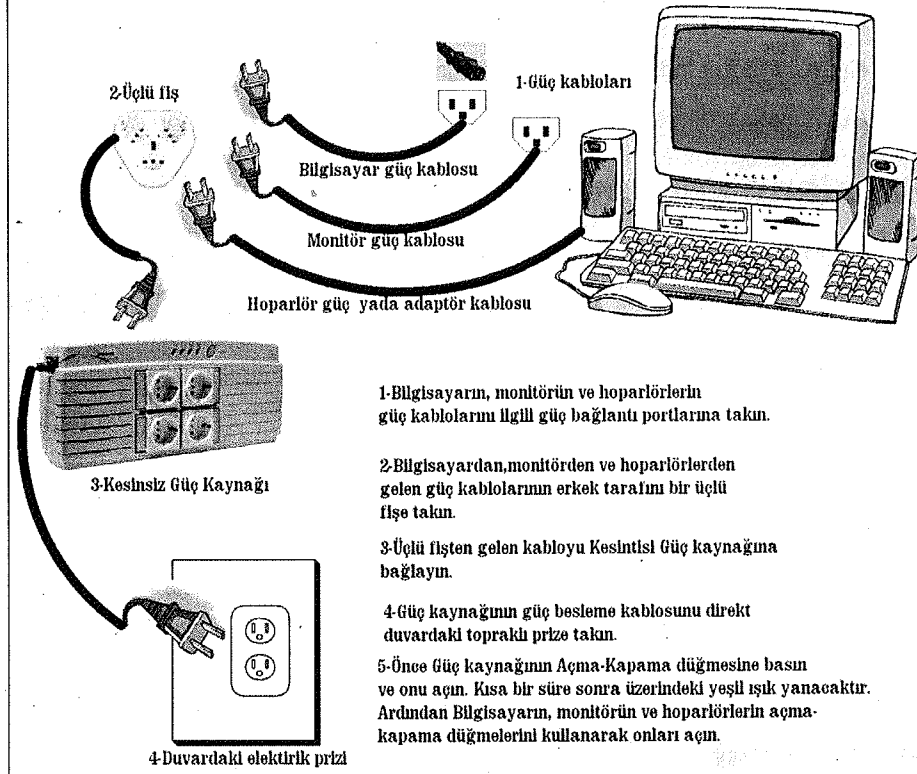 1-Güç kabloları
2-Üçlü fiş
Bilgisayar güç kablosu
Monitör güç kablosu
Hoparlör güç yada adaptör kablosu
3-Kesinsiz Güç Kaynağı
4-Duvardaki elektirik prizi
1-Bilgisayarın, monitörün ve hoparlörlerin
güç kablolarını ilgili güç bağlantı portlarına takın.
2-Bilgisayardan,monitörden ve hoparlörlerden
gelen güç kablolarının erkek tarafını bir üçlü
fişe takın.
3-Üçlü fişten gelen kabloyu Kesintisi Güç kaynağına
bağlayın.
4-Güç kaynağının güç besleme kablosunu direkt
duvardaki topraklı prize takın.
5-Önce Güç kaynağının Açma-Kapama düğmesine basın
ve onu açın. Kısa bir süre sonra üzerindeki yeşil ışık yanacaktır.
Ardından Bilgisayarın, monitörün ve hoparlörlerin açma-
kapama düğmelerini kullanarak onları açın.